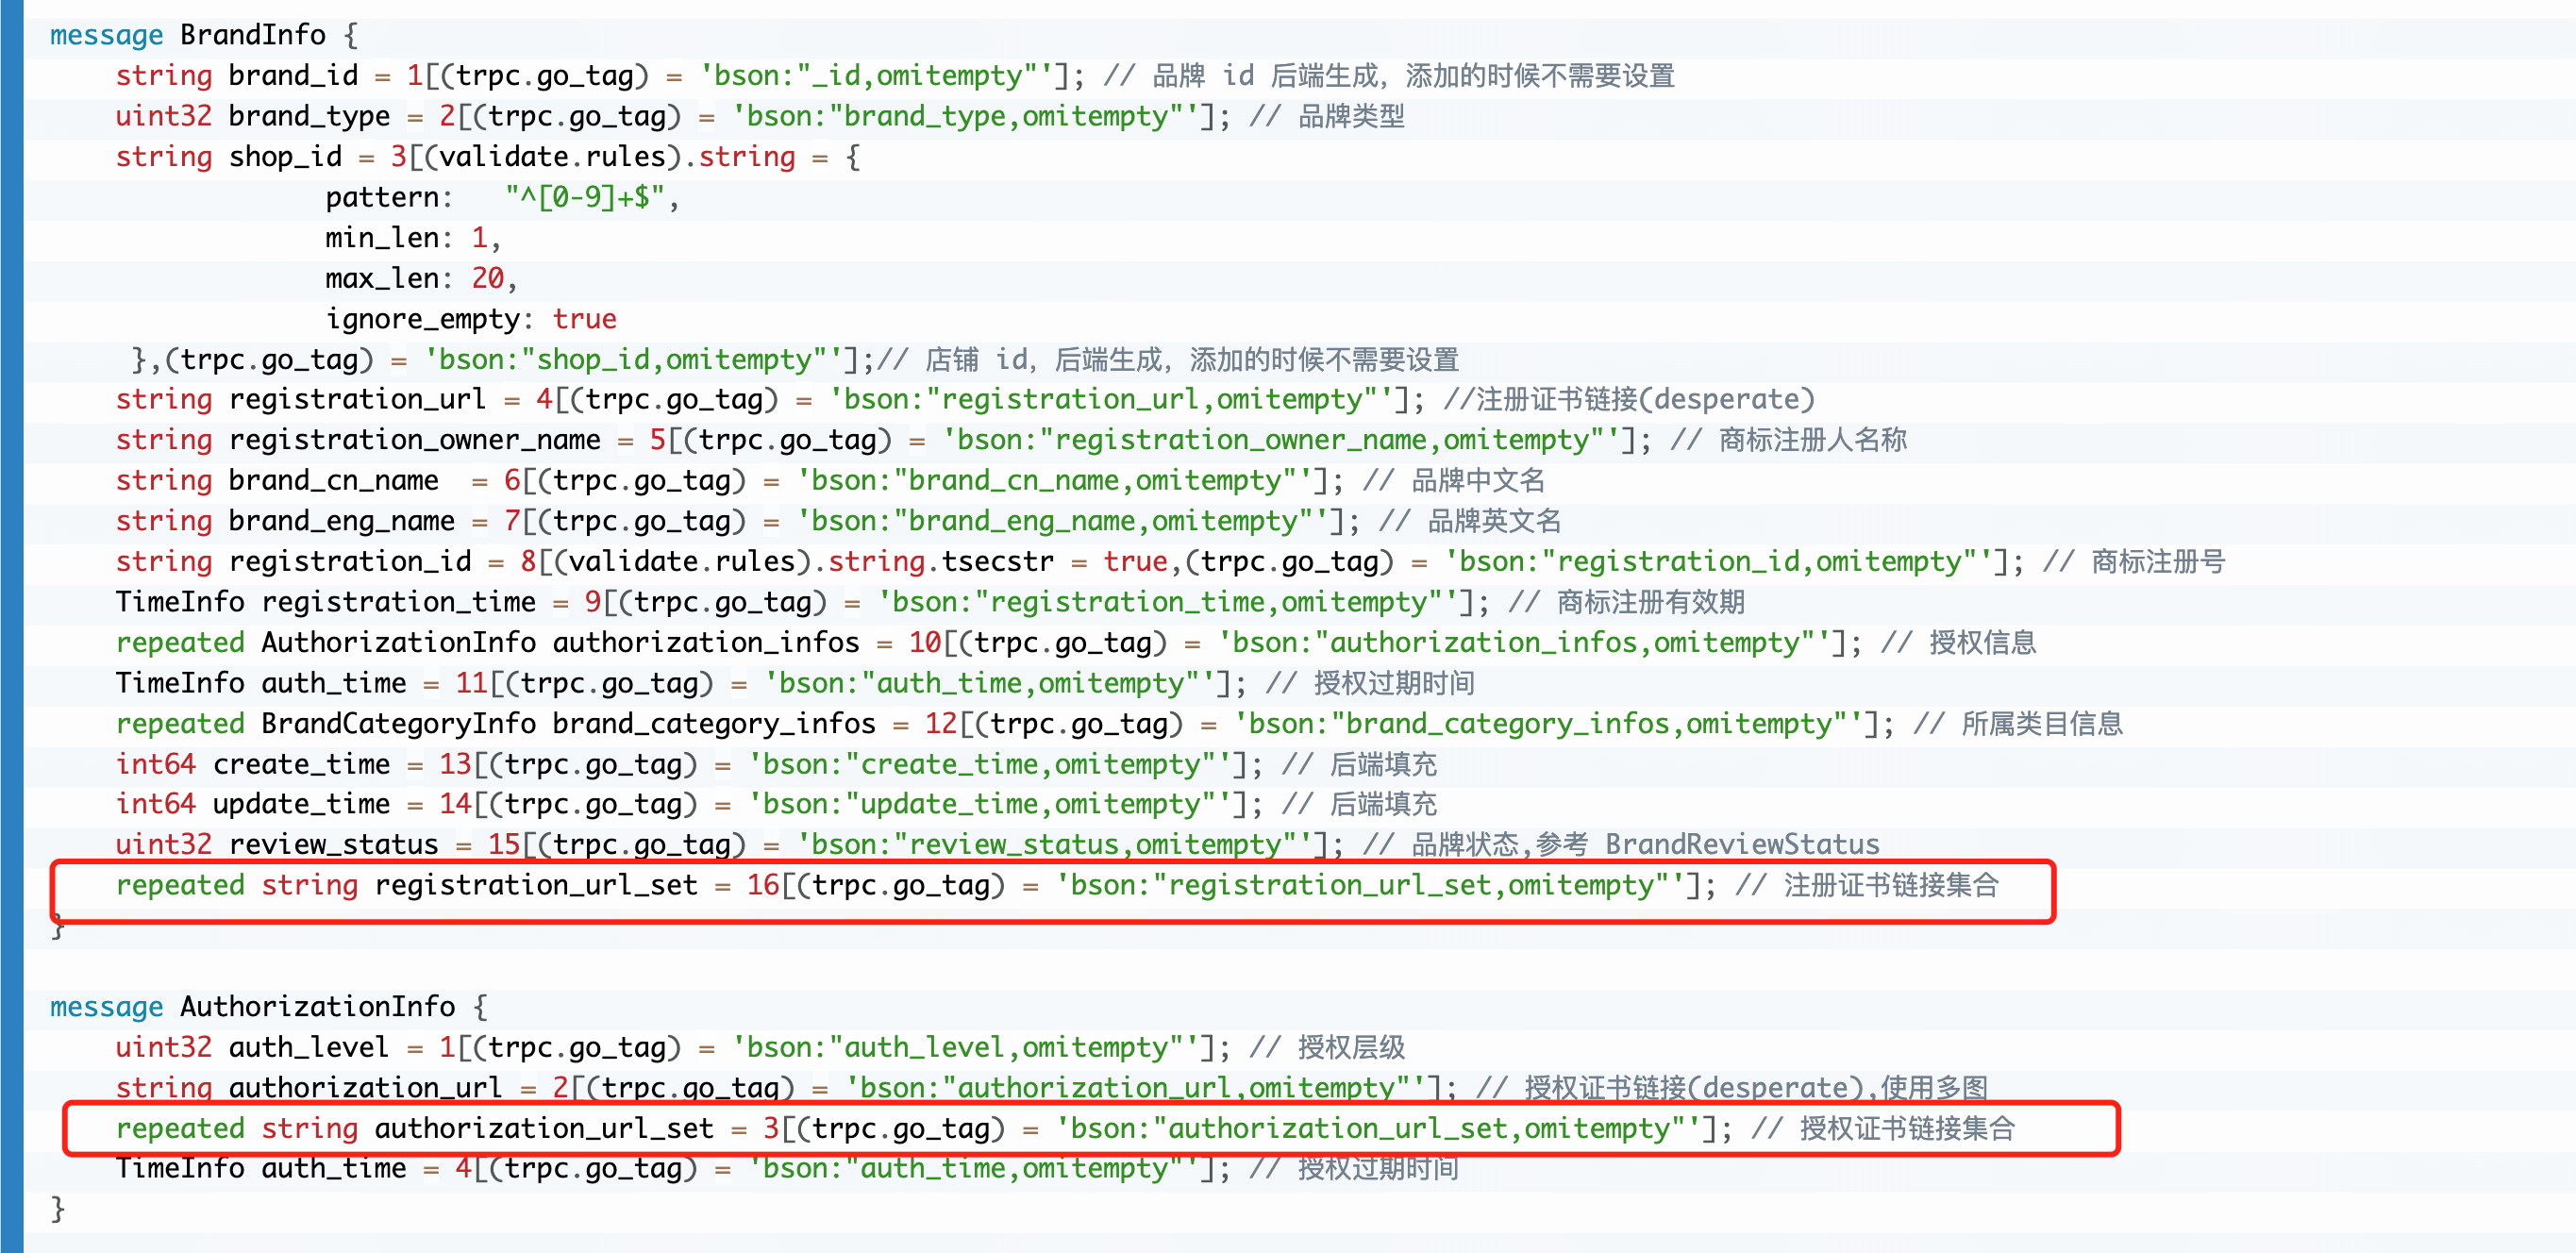 message BrandInfo {
    string brand_id = 1[(trpc.go_tag) = 'bson:"_id,omitempty"']; // 品牌 id 后端生成，添加的时候不需要设置
    uint32 brand_type = 2[(trpc.go_tag) = 'bson:"brand_type,omitempty"']; // 品牌类型
    string shop_id = 3[(validate.rules).string = {
                 pattern:   "^[0-9]+$",
                 min_len: 1,
                 max_len: 20,
                 ignore_empty: true
     },(trpc.go_tag) = 'bson:"shop_id,omitempty"'];// 店铺 id，后端生成，添加的时候不需要设置
    string registration_url = 4[(trpc.go_tag) = 'bson:"registration_url,omitempty"']; //注册证书链接(desperate)
    string registration_owner_name = 5[(trpc.go_tag) = 'bson:"registration_owner_name,omitempty"']; // 商标注册人名称
    string brand_cn_name  = 6[(trpc.go_tag) = 'bson:"brand_cn_name,omitempty"']; // 品牌中文名
    string brand_eng_name = 7[(trpc.go_tag) = 'bson:"brand_eng_name,omitempty"']; // 品牌英文名
    string registration_id = 8[(validate.rules).string.tsecstr = true,(trpc.go_tag) = 'bson:"registration_id,omitempty"']; // 商标注册号
    TimeInfo registration_time = 9[(trpc.go_tag) = 'bson:"registration_time,omitempty"']; // 商标注册有效期
    repeated AuthorizationInfo authorization_infos = 10[(trpc.go_tag) = 'bson:"authorization_infos,omitempty"']; // 授权信息
    TimeInfo auth_time = 11[(trpc.go_tag) = 'bson:"auth_time,omitempty"']; // 授权过期时间
    repeated BrandCategoryInfo brand_category_infos = 12[(trpc.go_tag) = 'bson:"brand_category_infos,omitempty"']; // 所属类目信息
    int64 create_time = 13[(trpc.go_tag) = 'bson:"create_time,omitempty"']; // 后端填充
    int64 update_time = 14[(trpc.go_tag) = 'bson:"update_time,omitempty"']; // 后端填充
    uint32 review_status = 15[(trpc.go_tag) = 'bson:"review_status,omitempty"']; // 品牌状态,参考 BrandReviewStatus
    repeated string registration_url_set = 16[(trpc.go_tag) = 'bson:"registration_url_set,omitempty"']; // 注册证书链接集合
}
message AuthorizationInfo {
    uint32 auth_level = 1[(trpc.go_tag) = 'bson:"auth_level,omitempty"']; // 授权层级
    string authorization_url = 2[(trpc.go_tag) = 'bson:"authorization_url,omitempty"']; // 授权证书链接(desperate),使用多图
    repeated string authorization_url_set = 3[(trpc.go_tag) = 'bson:"authorization_url_set,omitempty"']; // 授权证书链接集合
    TimeInfo auth_time = 4[(trpc.go_tag) = 'bson:"auth_time,omitempty"']; // 授权过期时间
}